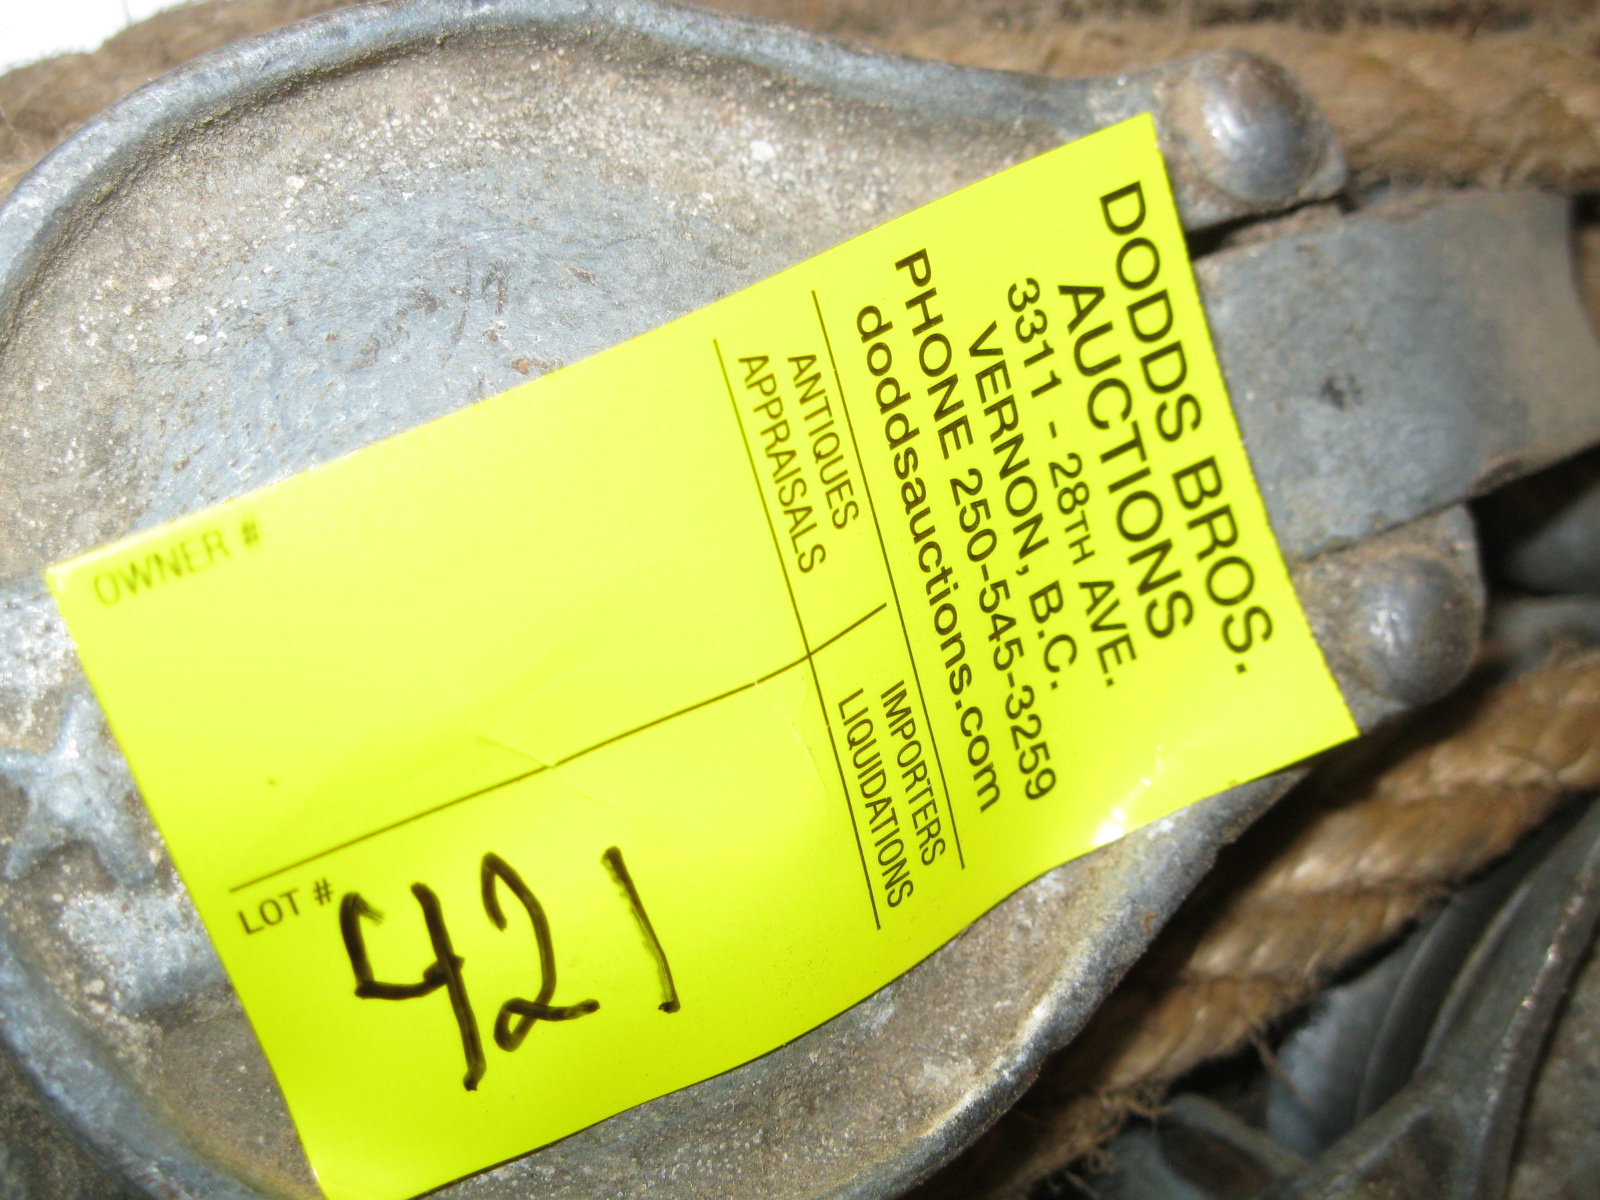 DODDS BROS.
AUCTIONS
3311 - 28TH AVE.
VERNON, B.C.
PHONE 250-545-3259
doddsauctions.com
ANTIQUES
APPRAISALS
IMPORTERS
LIQUIDATIONS
OWNER #
LOT # 421